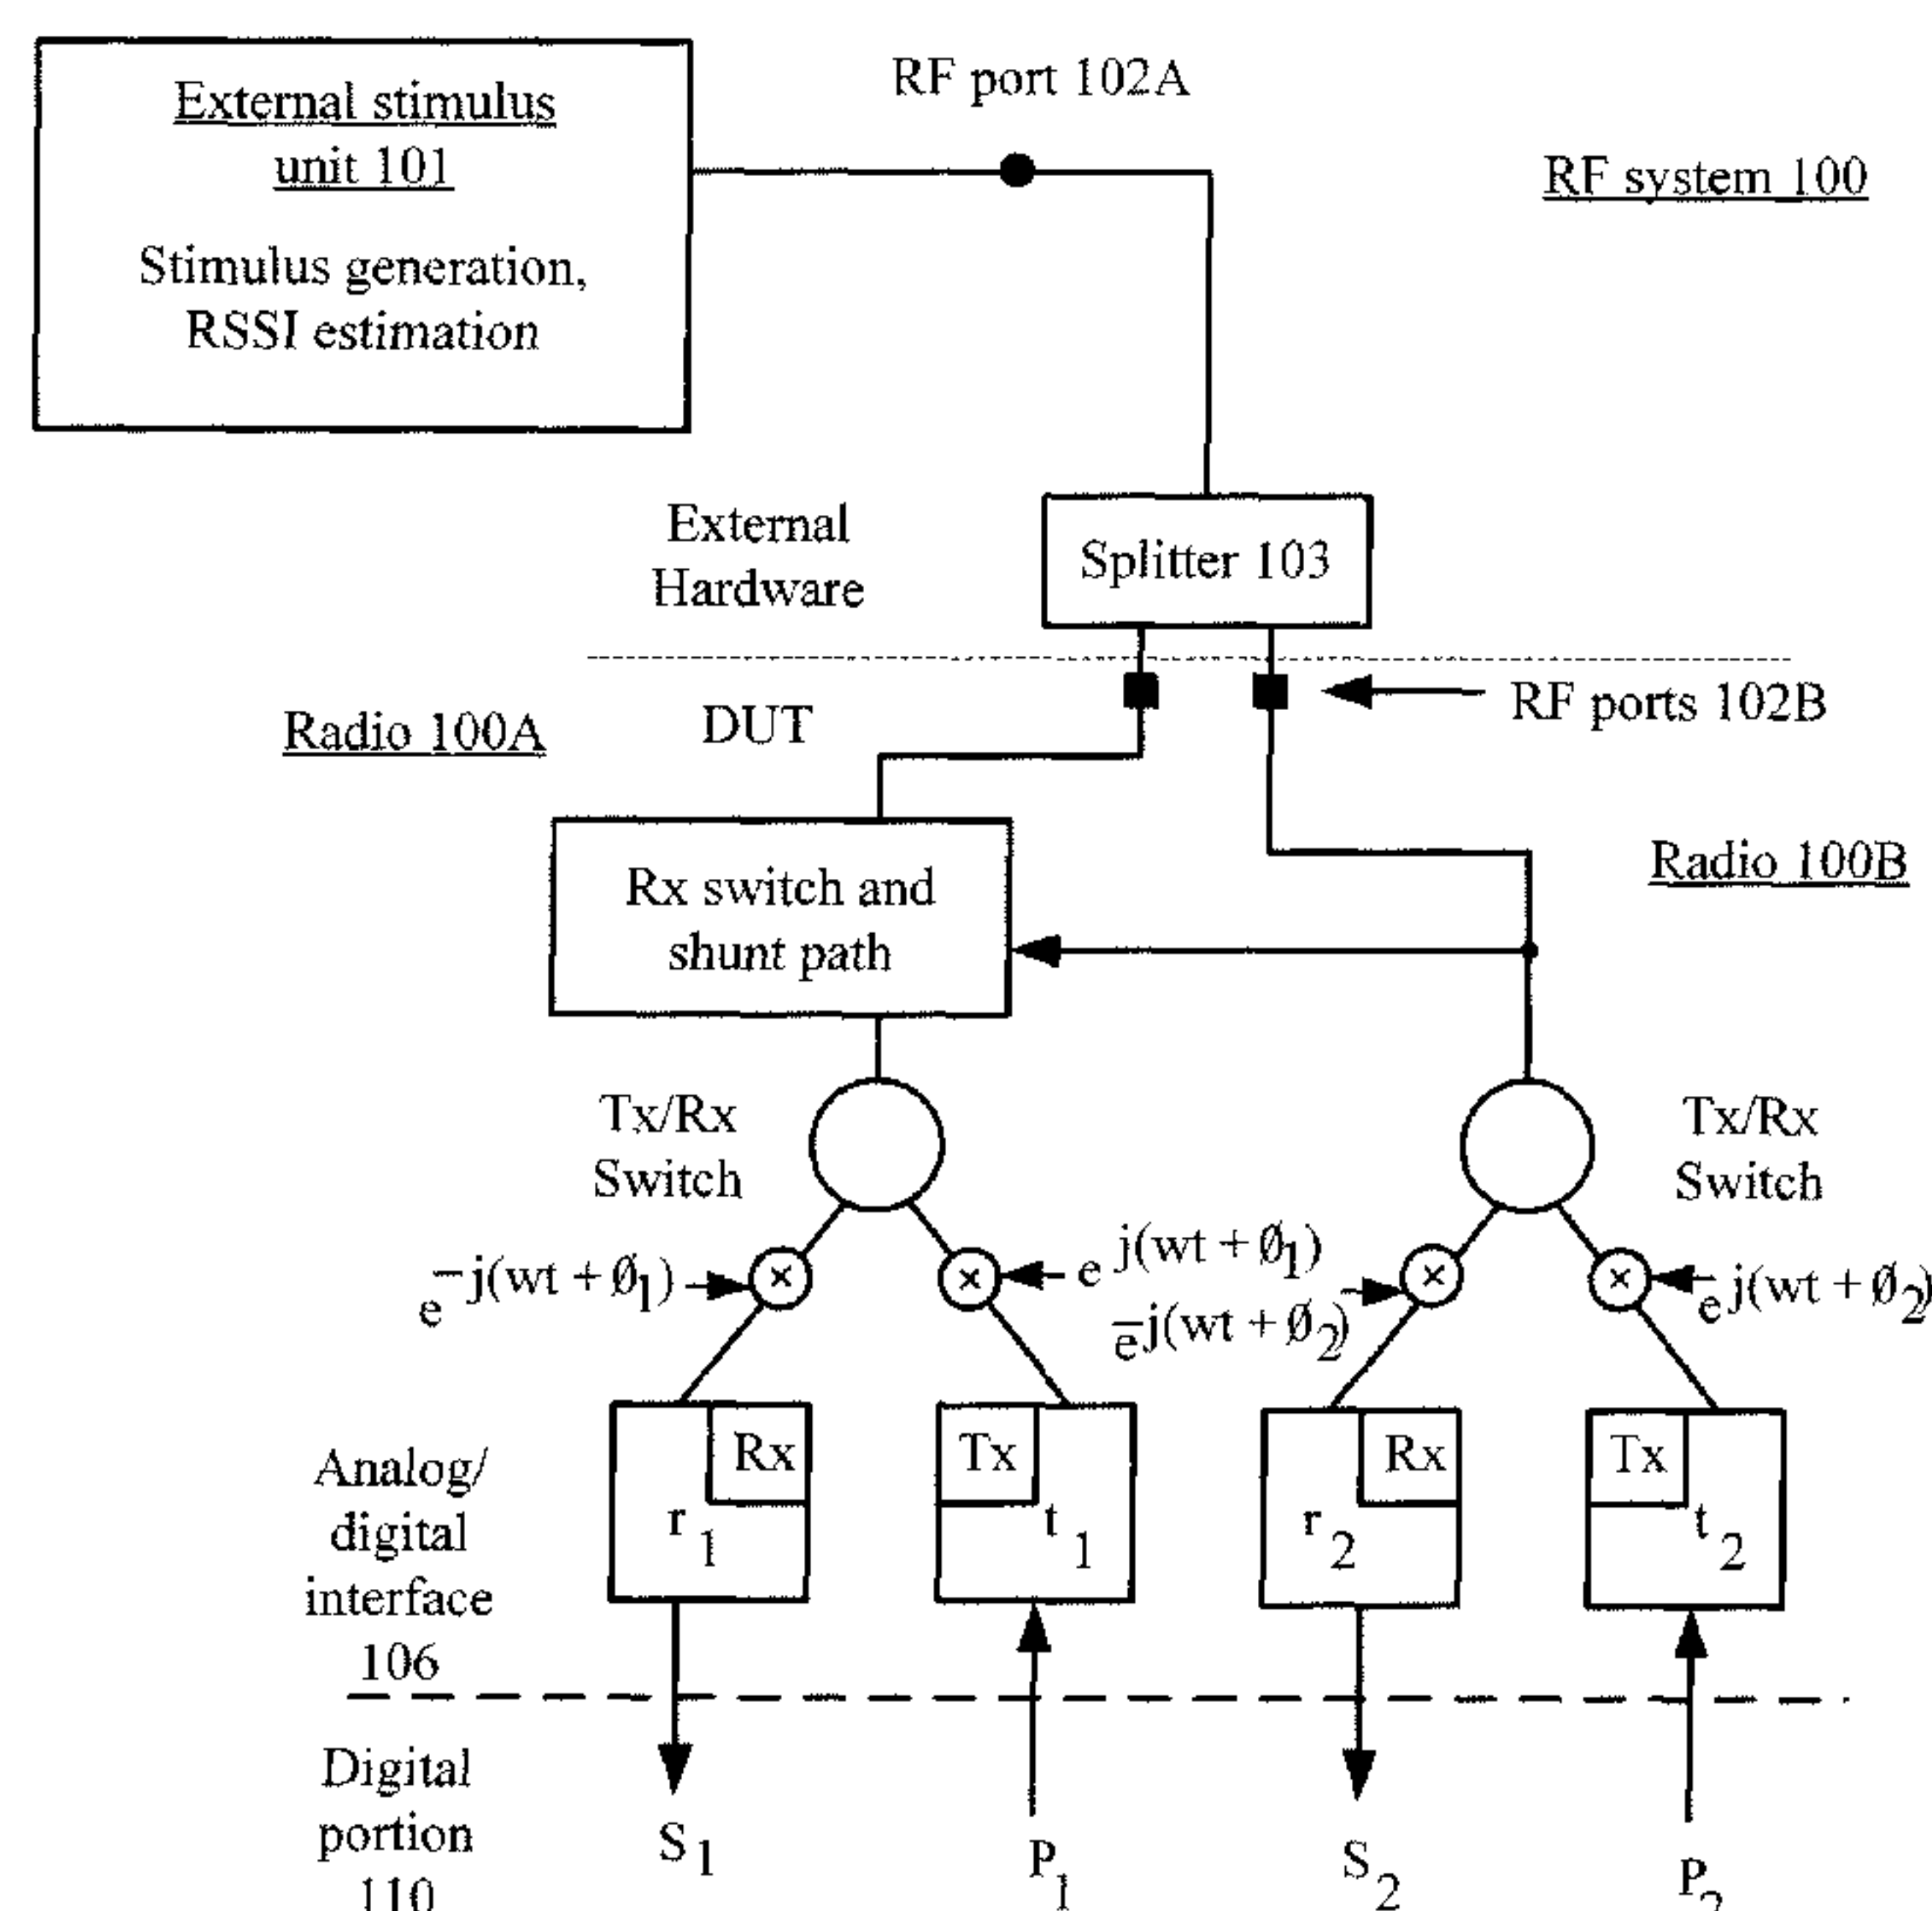 External stimulus
unit 101
Stimulus generation,
RSSI estimation
RF port 102A
RF system 100
External
Hardware
Splitter 103
Radio 100A
DUT
RF ports 102B
Rx switch and
shunt path
Radio 100B
Tx/Rx
Switch
Tx/Rx
Switch
e^-j(wt + Ø1)
e^j(wt + Ø1)
e^-j(wt + Ø2)
e^-j(wt + Ø2)
Analog/
digital
interface
106
Rx
r1
Tx
t1
Rx
r2
Tx
t2
Digital
portion
110
S1
P1
S2
P2